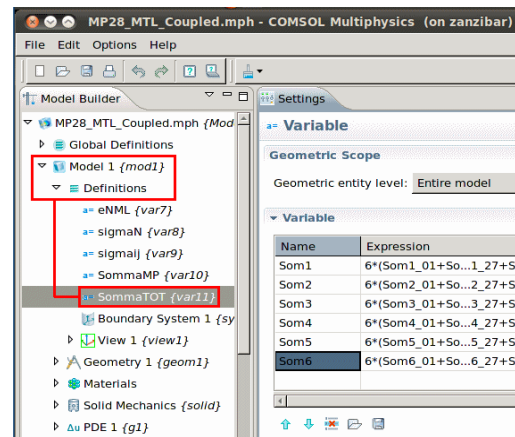 MP28_MTL_Coupled.mph - COMSOL Multiphysics (on zanzibar)
File Edit Options Help
Model Builder
MP28_MTL_Coupled.mph {Mod
Global Definitions
Model 1 {mod1}
Definitions
a= eNML {var7}
a= sigmaN {var8}
a= sigmaij {var9}
a= SommaMP {var10}
a= SommaTOT {var11}
Boundary System 1 {sy
View 1 {view1}
Geometry 1 {geom1}
Materials
Solid Mechanics {solid}
Δu PDE 1 {g1}
Settings
a= Variable
Geometric Scope
Geometric entity level: Entire model
Variable
Name Expression
Som1 6*(Som1_01+So...1_27+S
Som2 6*(Som2_01+So...2_27+S
Som3 6*(Som3_01+So...3_27+S
Som4 6*(Som4_01+So...4_27+S
Som5 6*(Som5_01+So...5_27+S
Som6 6*(Som6_01+So...6_27+S